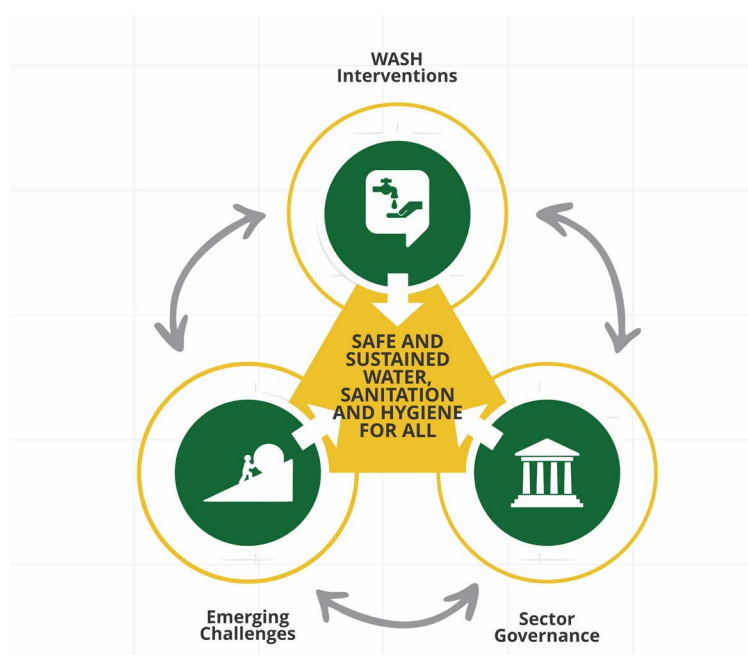 WASH
Interventions
SAFE AND
SUSTAINED
WATER,
SANITATION
AND HYGIENE
FOR ALL
Emerging
Challenges
Sector
Governance